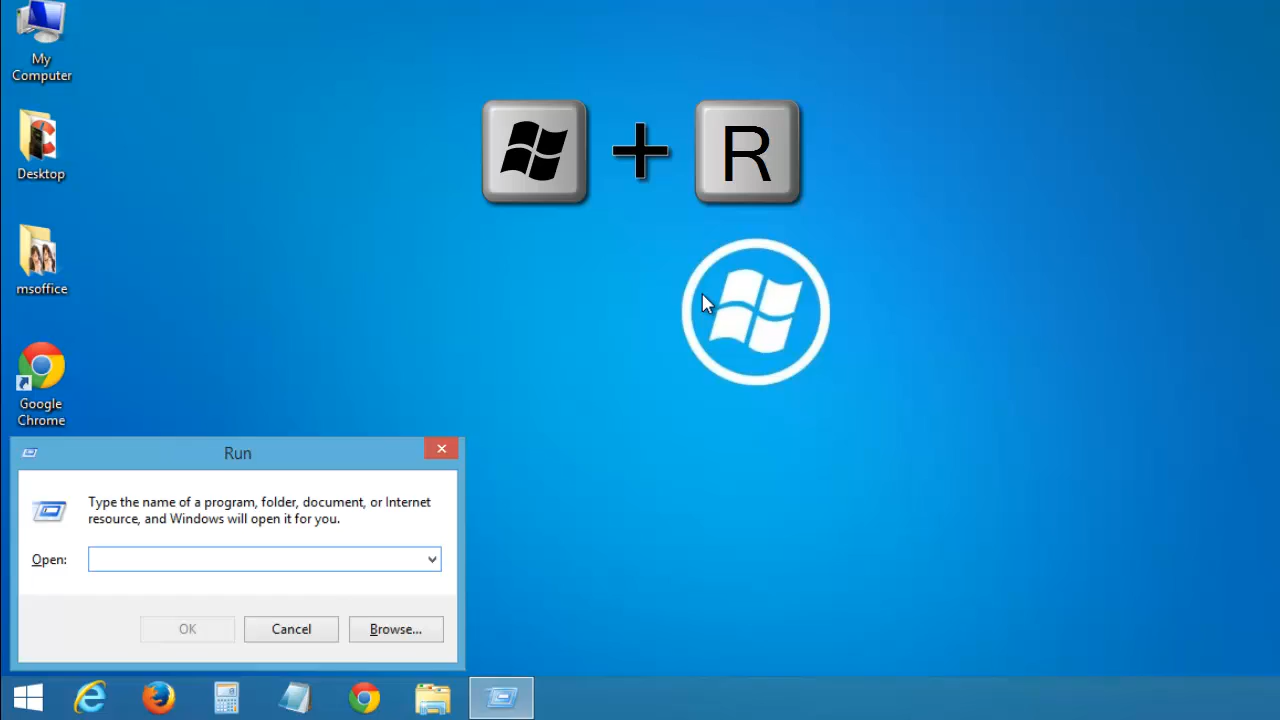 My
Computer
Desktop
msoffice
Google
Chrome
+ R
Run
Type the name of a program, folder, document, or Internet
resource, and Windows will open it for you.
Open:
OK
Cancel
Browse...